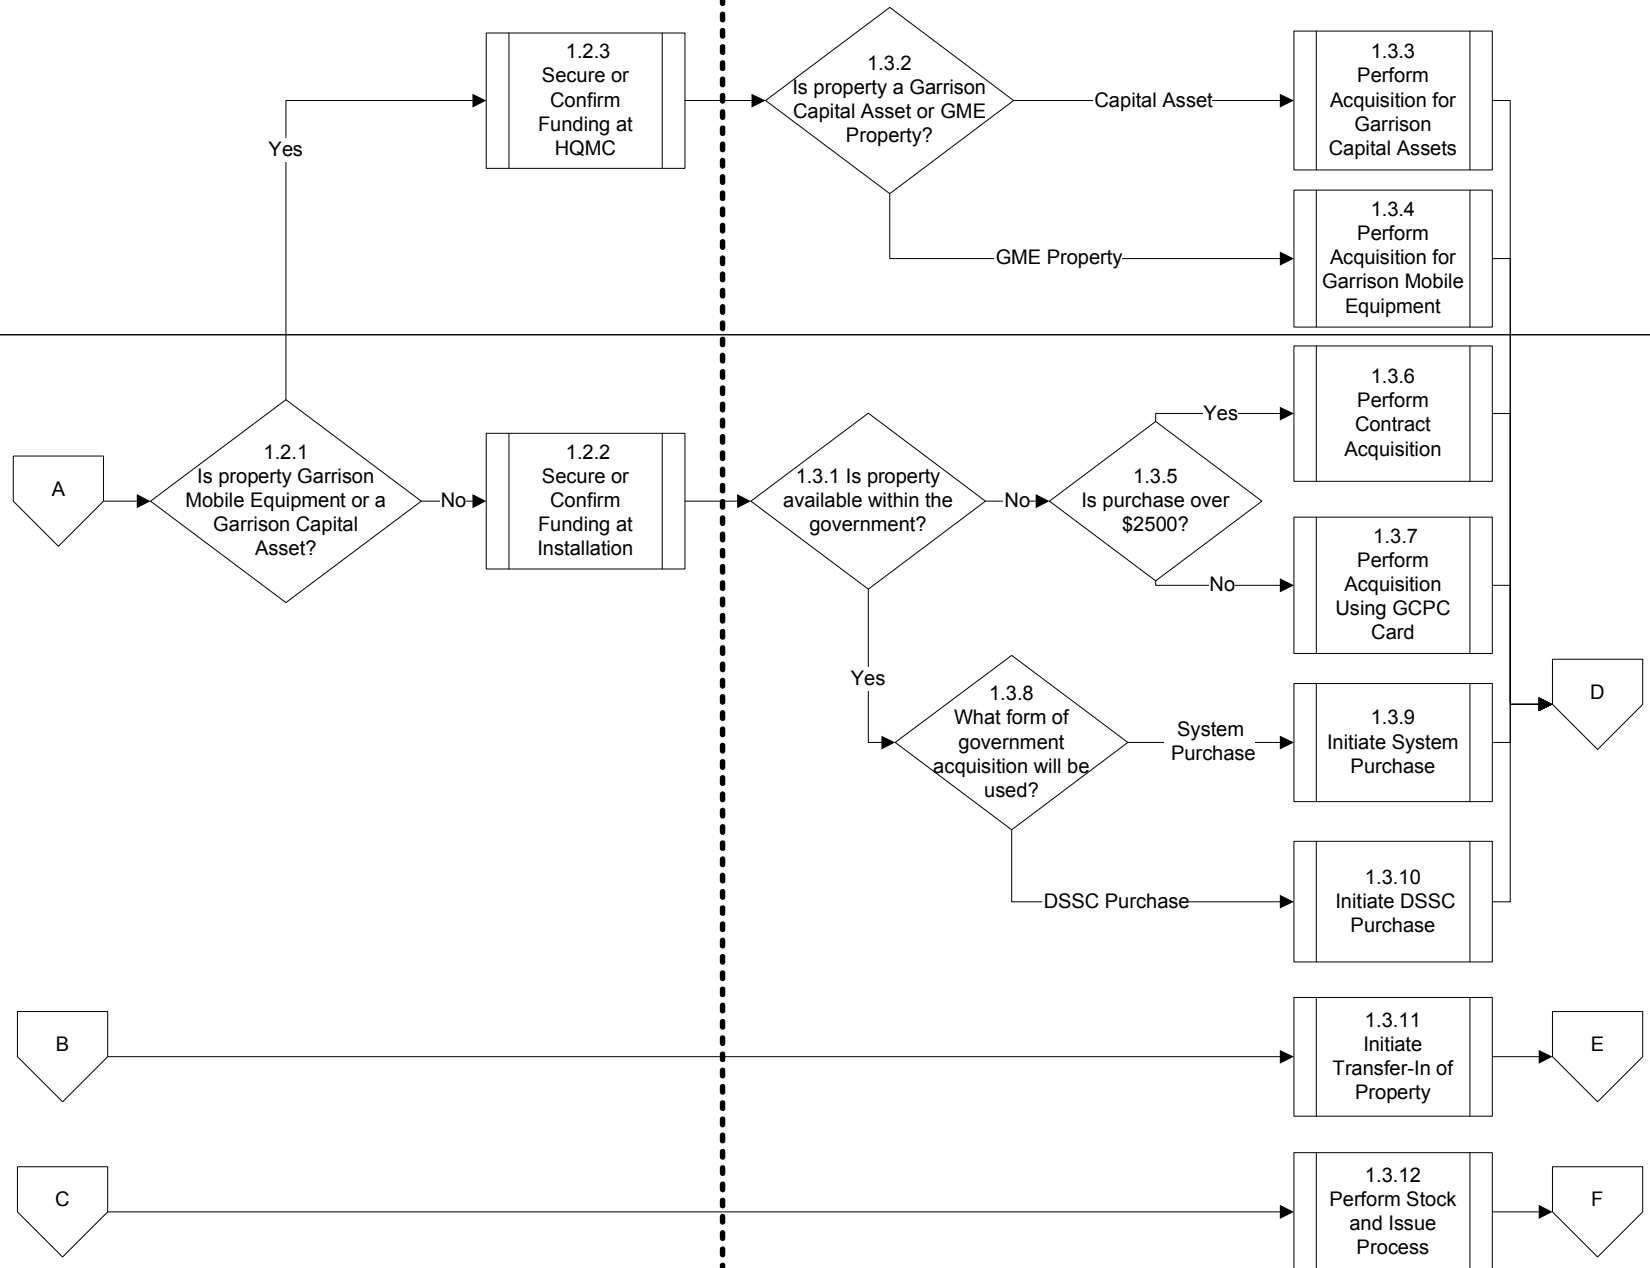 1.2.3
Secure or
Confirm
Funding at
HQMC
1.3.2
Is property a Garrison
Capital Asset or GME
Property?
Capital Asset
1.3.3
Perform
Acquisition for
Garrison
Capital Assets
Yes
GME Property
1.3.4
Perform
Acquisition for
Garrison Mobile
Equipment
A
1.2.1
Is property Garrison
Mobile Equipment or a
Garrison Capital
Asset?
No
1.2.2
Secure or
Confirm
Funding at
Installation
1.3.1 Is property
available within the
government?
No
1.3.5
Is purchase over
$2500?
Yes
1.3.6
Perform
Contract
Acquisition
No
1.3.7
Perform
Acquisition
Using GCPC
Card
Yes
1.3.8
What form of
government
acquisition will be
used?
System
Purchase
1.3.9
Initiate System
Purchase
D
DSSC Purchase
1.3.10
Initiate DSSC
Purchase
B
1.3.11
Initiate
Transfer-In of
Property
E
C
1.3.12
Perform Stock
and Issue
Process
F